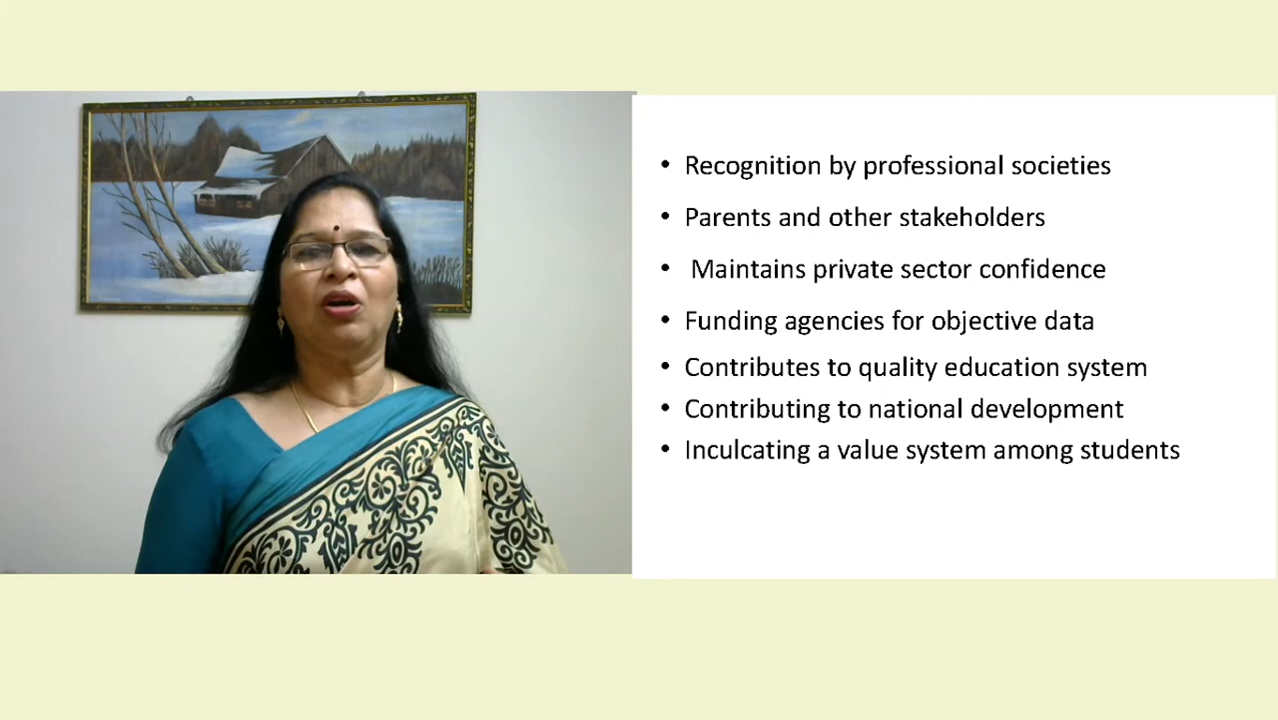 • Recognition by professional societies
• Parents and other stakeholders
• Maintains private sector confidence
• Funding agencies for objective data
• Contributes to quality education system
• Contributing to national development
• Inculcating a value system among students